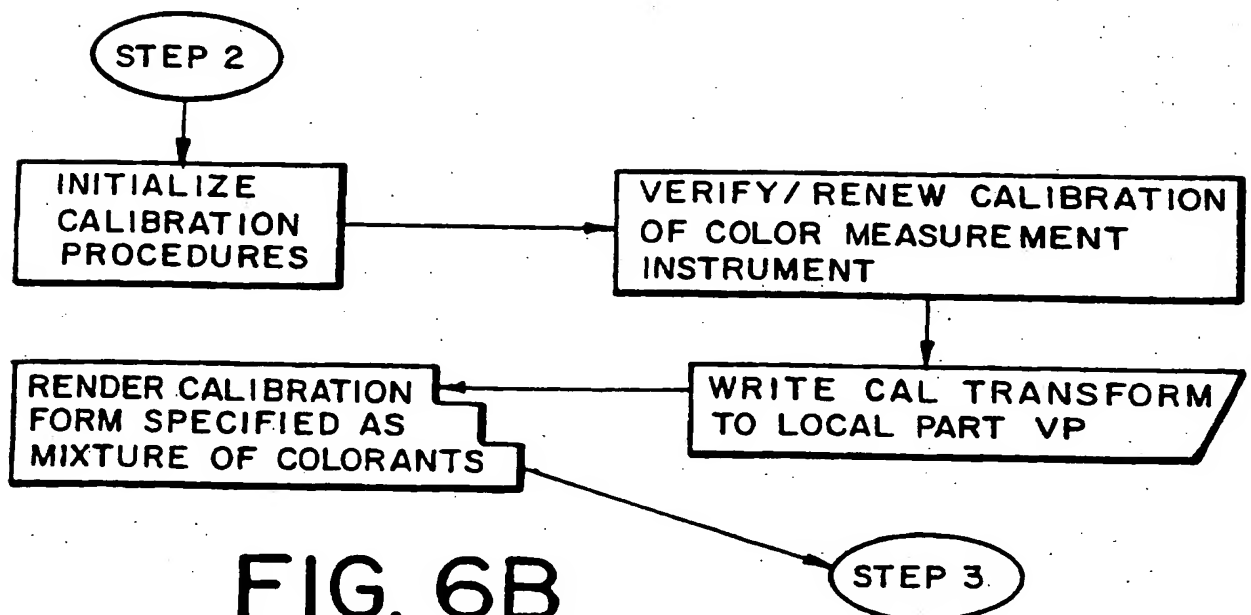 STEP 2
INITIALIZE
CALIBRATION
PROCEDURES
VERIFY/RENEW CALIBRATION
OF COLOR MEASUREMENT
INSTRUMENT
WRITE CAL TRANSFORM
TO LOCAL PART VP
RENDER CALIBRATION
FORM SPECIFIED AS
MIXTURE OF COLORANTS
STEP 3
FIG. 6B